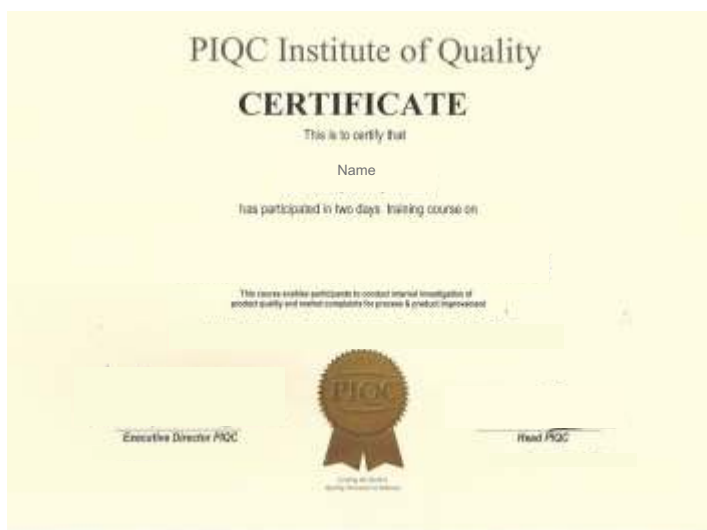 PIQC Institute of Quality
CERTIFICATE
This is to certify that
Name
has participated in two days training course on
This course enables participants to conduct internal investigation of
product quality and market complaints for process & product improvement
PIQC
Executive Director PIQC
Head PIQC